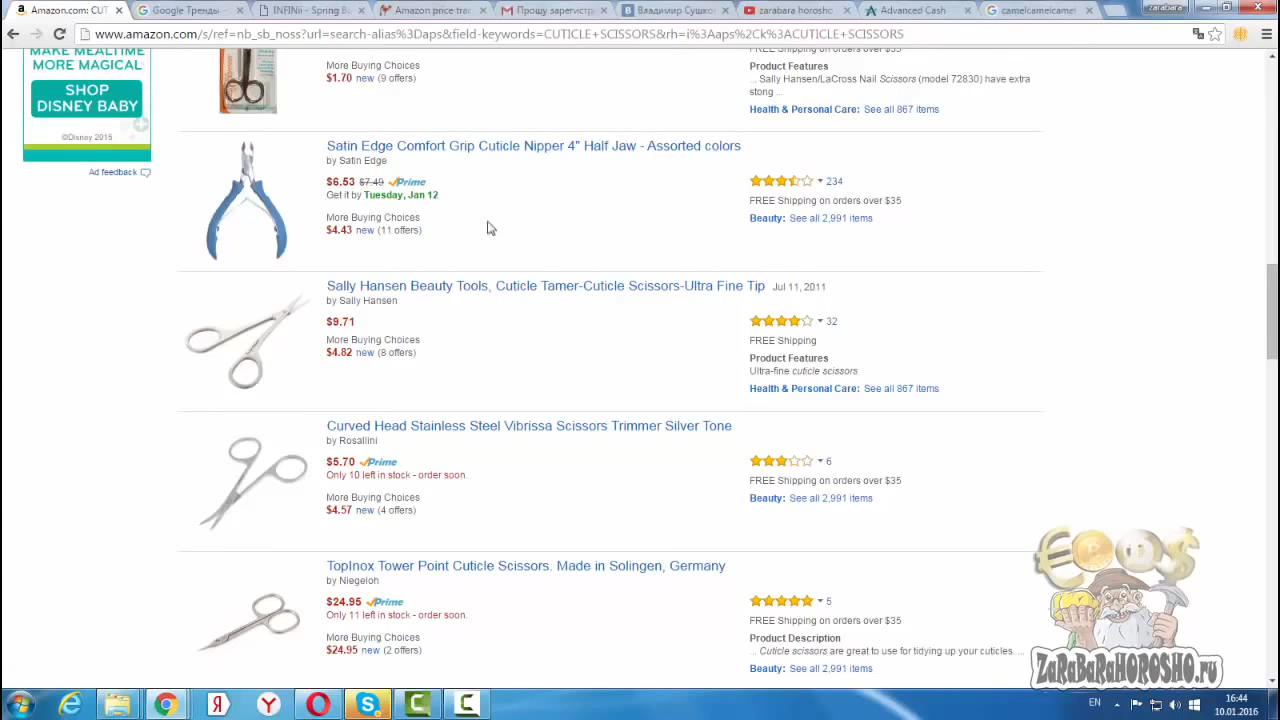 Amazon.com: CUT
Google Тренды -
INFINii - Spring B
Amazon price trac
Прошу зарегистр
Владимир Сушко
zarabara horosho
Advanced Cash
camelcamelcamel
zarabara
www.amazon.com/s/ref=nb_sb_noss?url=search-alias%3Daps&field-keywords=CUTICLE+SCISSORS&rh=i%3Aaps%2Ck%3ACUTICLE+SCISSORS
MAKE MEALTIME
MORE MAGICAL
SHOP
DISNEY BABY
©Disney 2015
Ad feedback
More Buying Choices
$1.70 new (9 offers)
FREE Shipping on orders over $35
Product Features
... Sally Hansen/LaCross Nail Scissors (model 72830) have extra
stong ...
Health & Personal Care: See all 867 items
Satin Edge Comfort Grip Cuticle Nipper 4" Half Jaw - Assorted colors
by Satin Edge
$6.53 $7.49 Prime
Get it by Tuesday, Jan 12
More Buying Choices
$4.43 new (11 offers)
234
FREE Shipping on orders over $35
Beauty: See all 2,991 items
Sally Hansen Beauty Tools, Cuticle Tamer-Cuticle Scissors-Ultra Fine Tip Jul 11, 2011
by Sally Hansen
$9.71
More Buying Choices
$4.82 new (8 offers)
32
FREE Shipping
Product Features
Ultra-fine cuticle scissors
Health & Personal Care: See all 867 items
Curved Head Stainless Steel Vibrissa Scissors Trimmer Silver Tone
by Rosallini
$5.70 Prime
Only 10 left in stock - order soon.
More Buying Choices
$4.57 new (4 offers)
6
FREE Shipping on orders over $35
Beauty: See all 2,991 items
TopInox Tower Point Cuticle Scissors. Made in Solingen, Germany
by Niegeloh
$24.95 Prime
Only 11 left in stock - order soon.
More Buying Choices
$24.95 new (2 offers)
5
FREE Shipping on orders over $35
Product Description
... Cuticle scissors are great to use for tidying up your cuticles. ...
Beauty: See all 2,991 items
ZaRaBaRaHOROSHO.ru
EN
16:44
10.01.2016